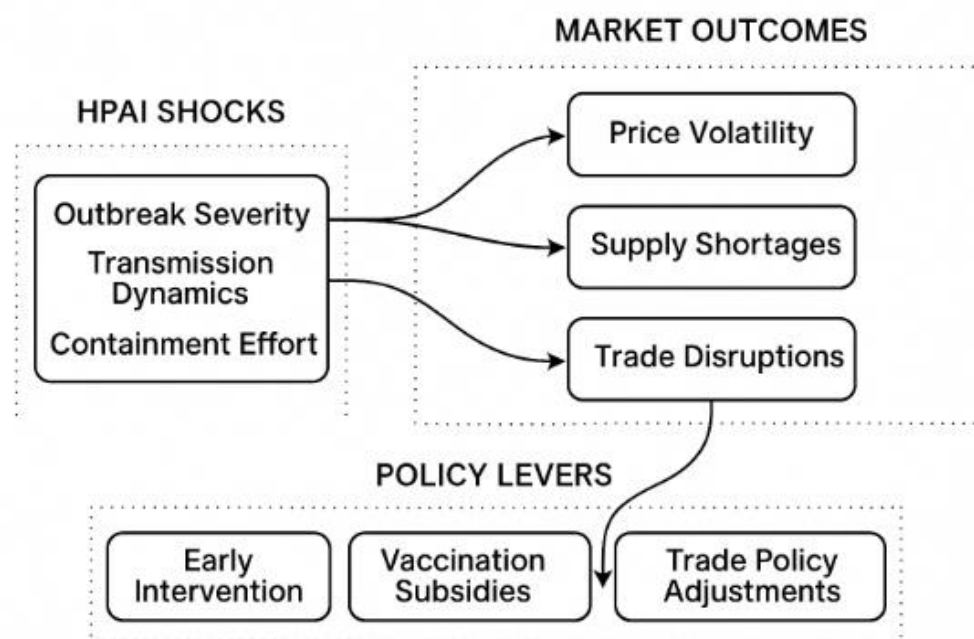 MARKET OUTCOMES
HPAI SHOCKS
Outbreak Severity
Transmission
Dynamics
Containment Effort
Price Volatility
Supply Shortages
Trade Disruptions
POLICY LEVERS
Early
Intervention
Vaccination
Subsidies
Trade Policy
Adjustments